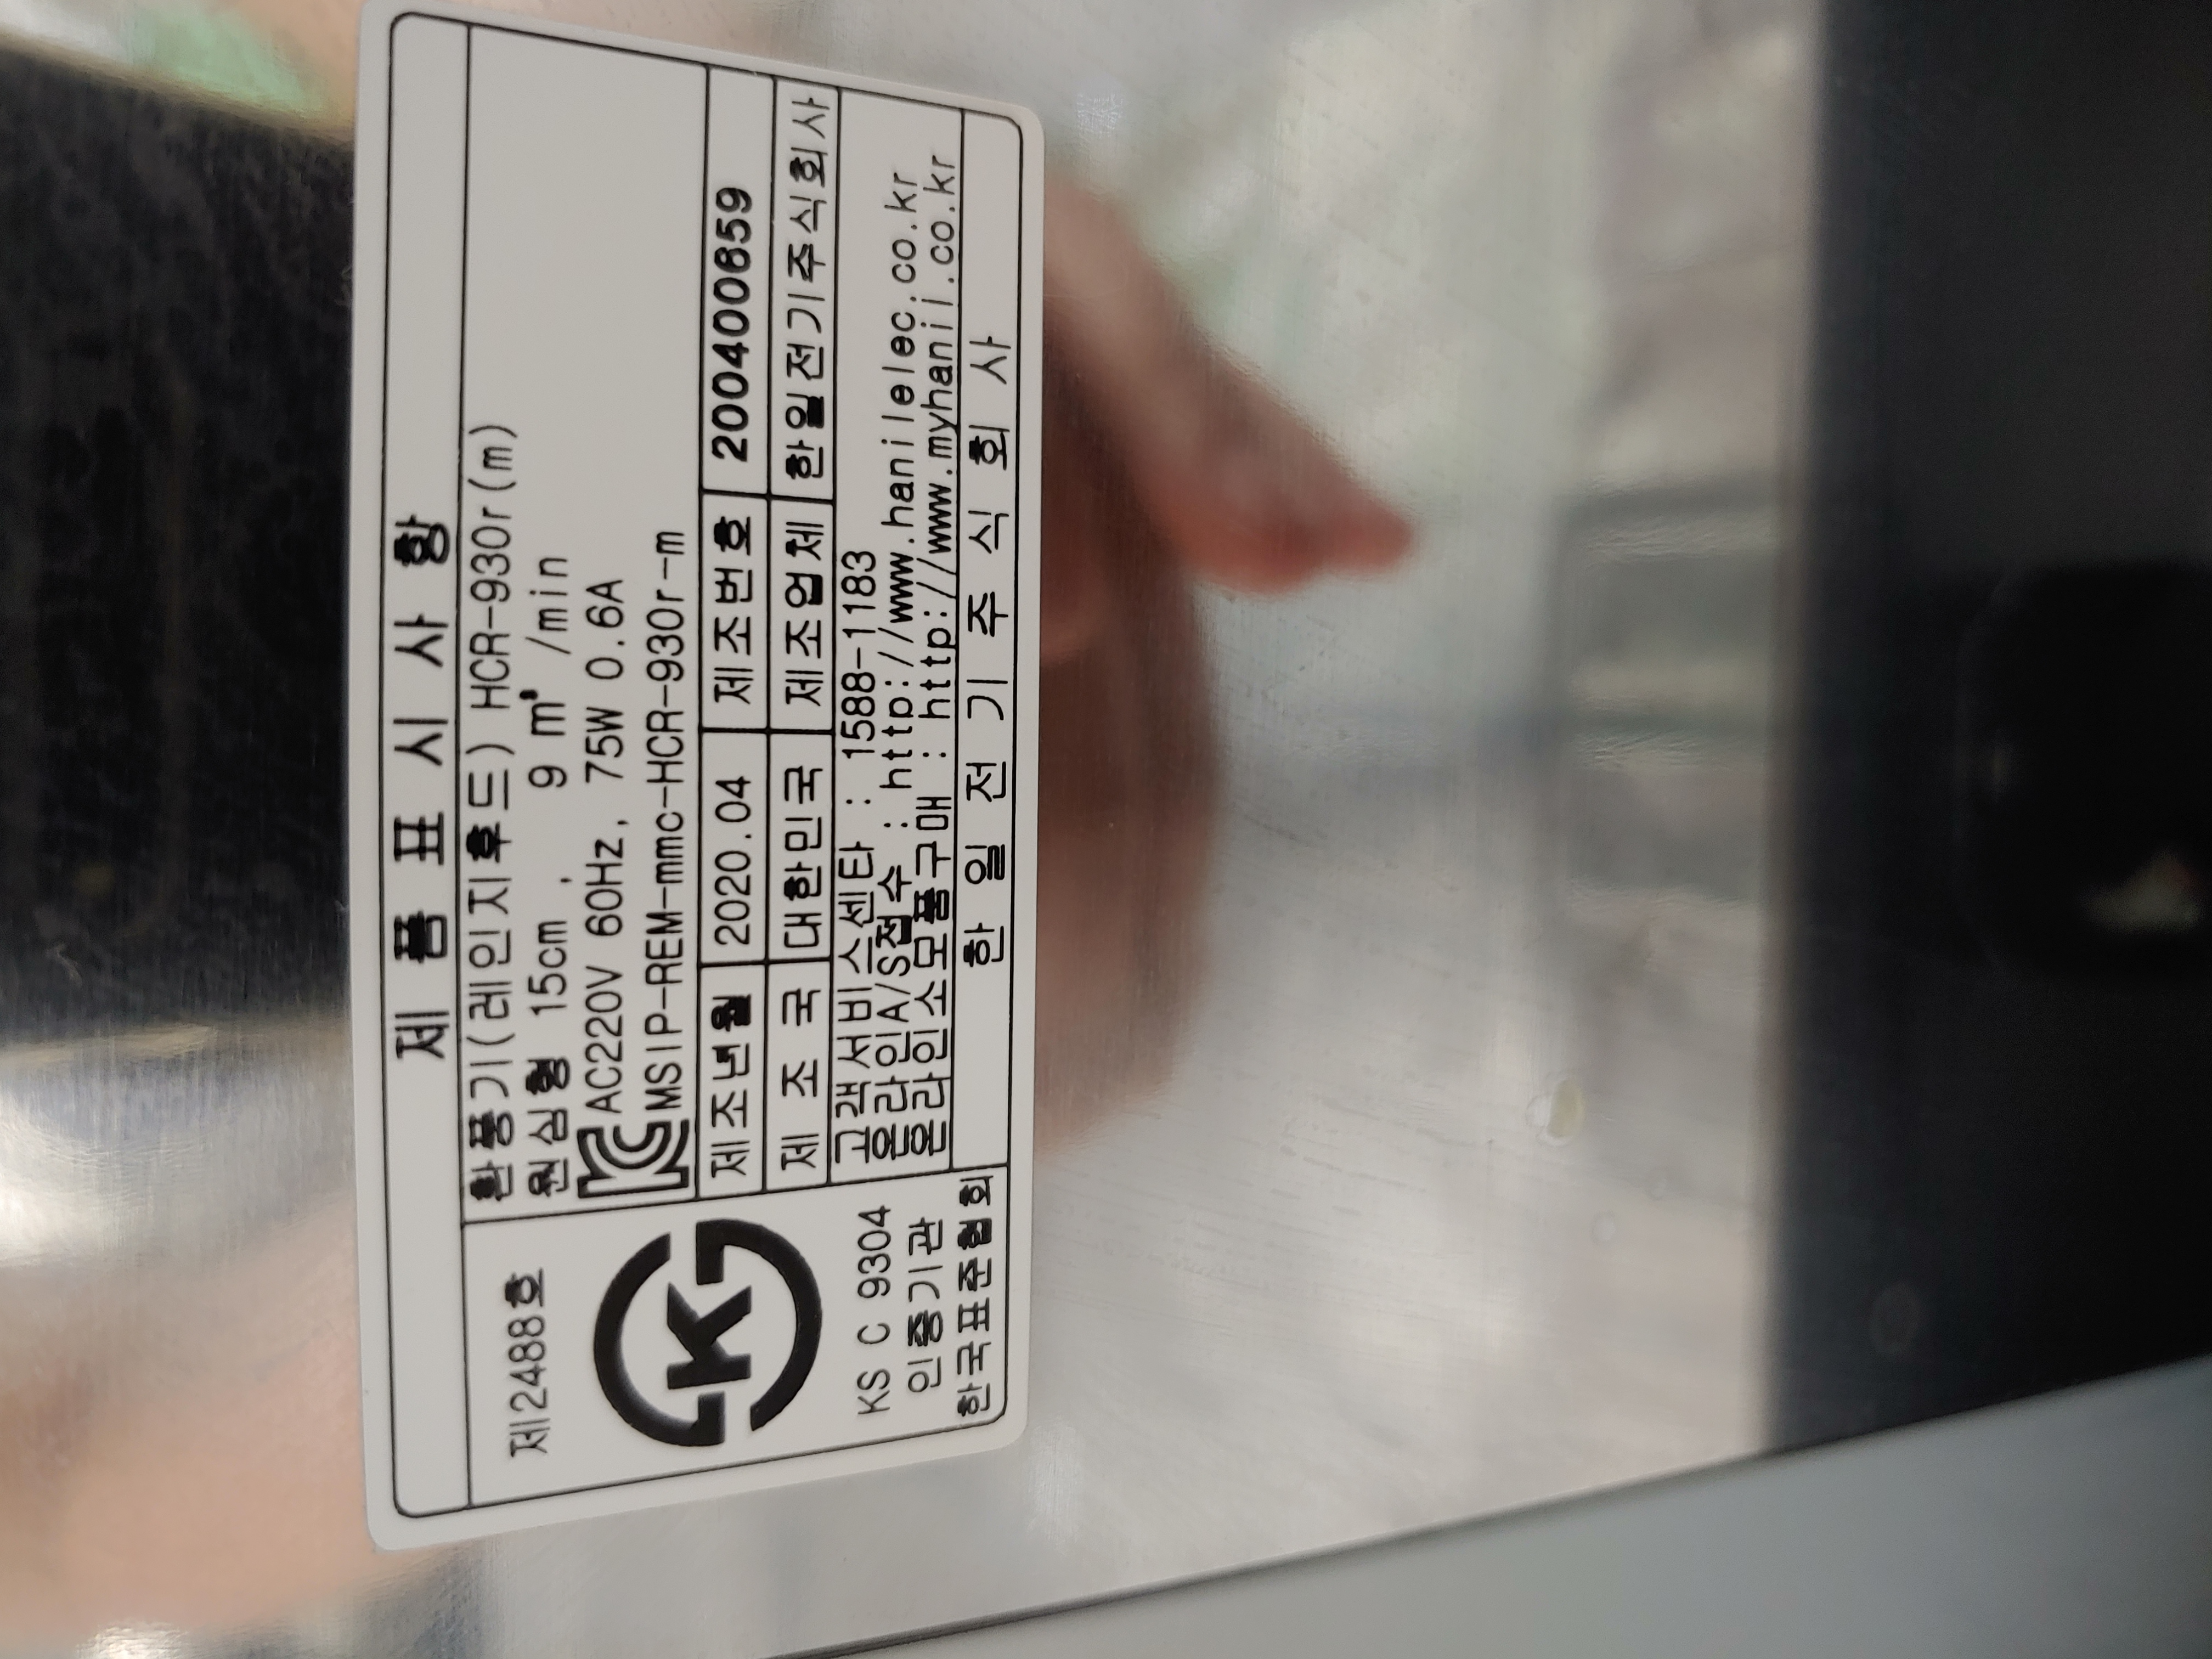 제 품 표 시 사 항
제2488호
KS C 9304
인증기관
한국표준협회
환풍기(레인지후드) HCR-930r(m)
원심형 15cm , 9 m³ /min
AC220V 60Hz, 75W 0.6A
MSIP-REM-mmc-HCR-930r-m
제조년월 2020.04 제조번호 200400659
제 조 국 대한민국 제조업체 한일전기주식회사
고객서비스센타 : 1588-1183
온라인A/S접수 : http://www.hanilelec.co.kr
온라인소모품구매 : http://www.myhanil.co.kr
한 일 전 기 주 식 회 사